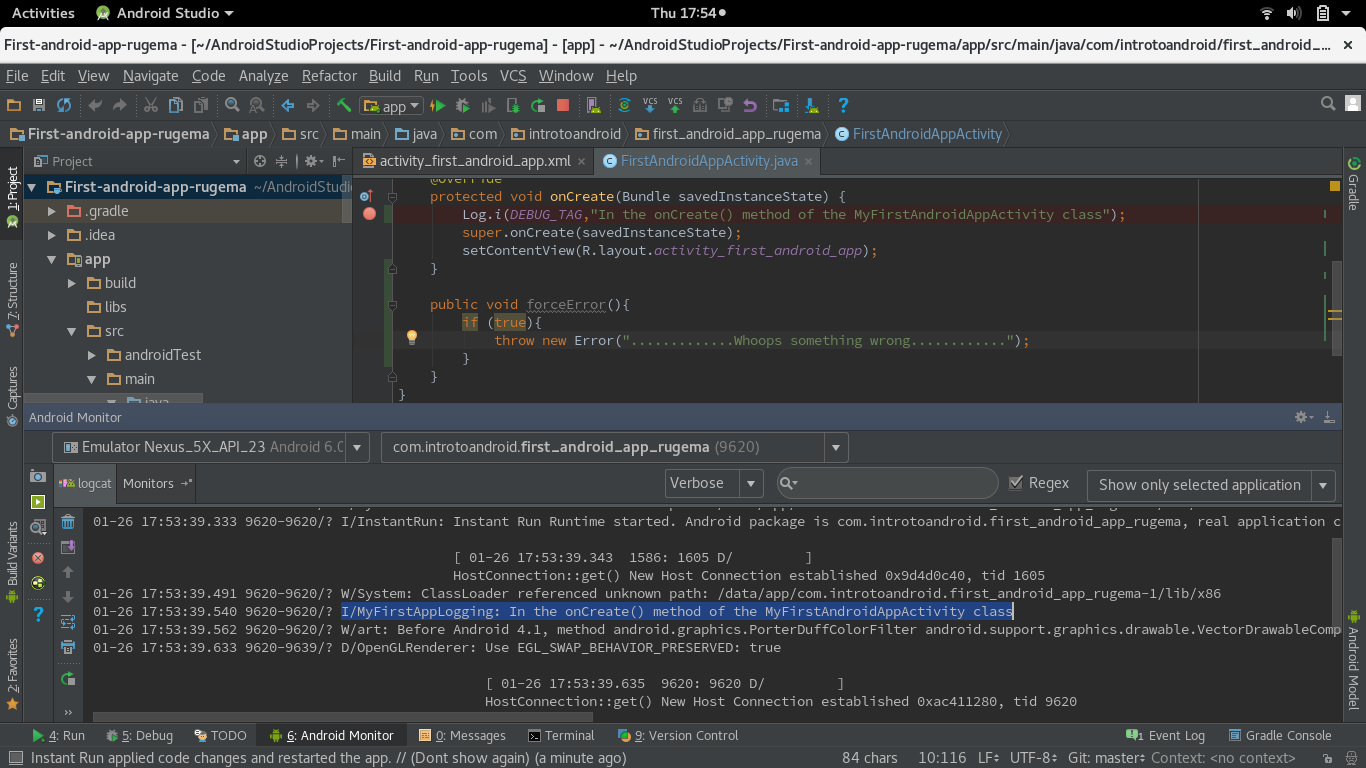 Activities Android Studio Thu 17:54
First-android-app-rugema - [~/AndroidStudioProjects/First-android-app-rugema] - [app] - ~/AndroidStudioProjects/First-android-app-rugema/app/src/main/java/com/introtoandroid/first_android_...
File Edit View Navigate Code Analyze Refactor Build Run Tools VCS Window Help
app VCS VCS ?
First-android-app-rugema app src main java com introtoandroid first_android_app_rugema FirstAndroidAppActivity
Project
activity_first_android_app.xml FirstAndroidAppActivity.java
First-android-app-rugema ~/AndroidStudi
.gradle
.idea
app
build
libs
src
androidTest
main
java
@Override
protected void onCreate(Bundle savedInstanceState) {
Log.i(DEBUG_TAG,"In the onCreate() method of the MyFirstAndroidAppActivity class");
super.onCreate(savedInstanceState);
setContentView(R.layout.activity_first_android_app);
}
public void forceError(){
if (true){
throw new Error(".............Whoops something wrong............");
}
}
}
1: Project
7: Structure
Captures
Build Variants
2: Favorites
Gradle
Android Model
Android Monitor
Emulator Nexus_5X_API_23 Android 6.0 com.introtoandroid.first_android_app_rugema (9620)
logcat Monitors Verbose Regex Show only selected application
01-26 17:53:39.333 9620-9620/? I/InstantRun: Instant Run Runtime started. Android package is com.introtoandroid.first_android_app_rugema, real application c
[ 01-26 17:53:39.343 1586: 1605 D/ ]
HostConnection::get() New Host Connection established 0x9d4d0c40, tid 1605
01-26 17:53:39.491 9620-9620/? W/System: ClassLoader referenced unknown path: /data/app/com.introtoandroid.first_android_app_rugema-1/lib/x86
01-26 17:53:39.540 9620-9620/? I/MyFirstAppLogging: In the onCreate() method of the MyFirstAndroidAppActivity class
01-26 17:53:39.562 9620-9620/? W/art: Before Android 4.1, method android.graphics.PorterDuffColorFilter android.support.graphics.drawable.VectorDrawableComp
01-26 17:53:39.633 9620-9639/? D/OpenGLRenderer: Use EGL_SWAP_BEHAVIOR_PRESERVED: true
[ 01-26 17:53:39.635 9620: 9620 D/ ]
HostConnection::get() New Host Connection established 0xac411280, tid 9620
4: Run 5: Debug TODO 6: Android Monitor 0: Messages Terminal 9: Version Control 1 Event Log Gradle Console
Instant Run applied code changes and restarted the app. // (Dont show again) (a minute ago) 84 chars 10:116 LF UTF-8 Git: master Context: <no context>